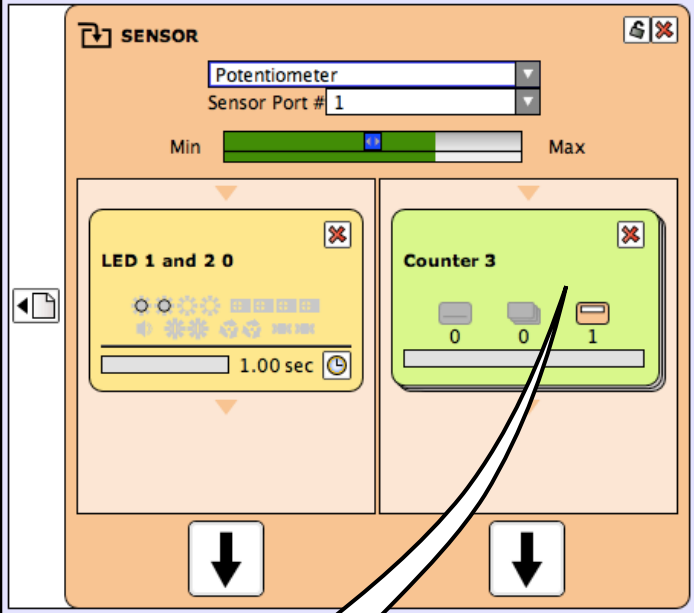 SENSOR
Potentiometer
Sensor Port # 1
Min Max
LED 1 and 2 0
1.00 sec
Counter 3
0 0 1